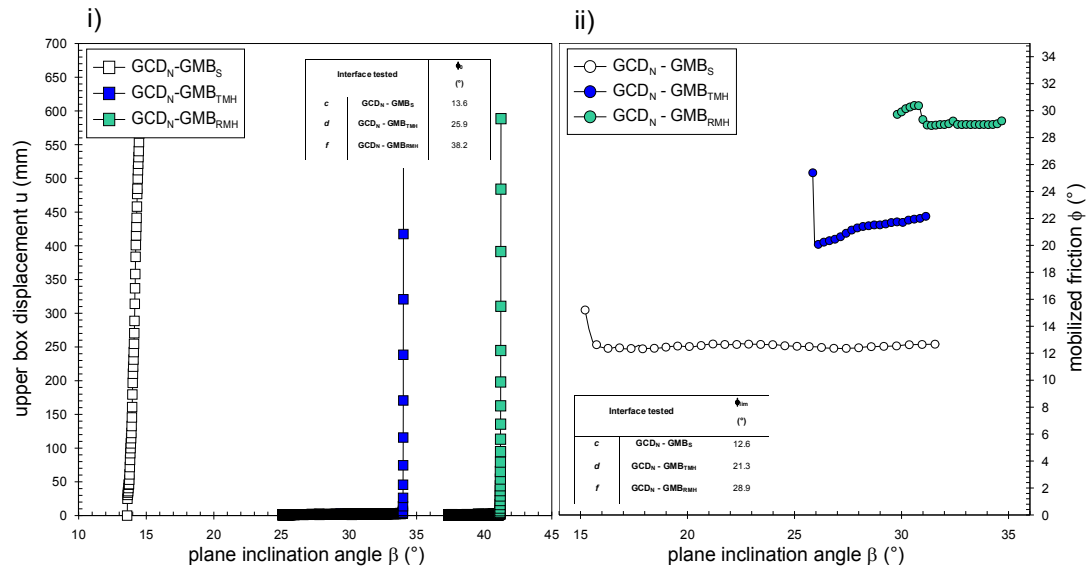 i)
700
650
600
550
500
450
400
350
300
250
200
150
100
50
0
upper box displacement u (mm)
GCDN-GMBS
GCDN-GMBTMH
GCDN-GMBRMH
Interface tested
(°)
c GCDN - GMBS 13.6
d GCDN - GMBTMH 25.9
f GCDN - GMBRMH 38.2
10 15 20 25 30 35 40 45
plane inclination angle β (°)
ii)
GCDN - GMBS
GCDN - GMBTMH
GCDN - GMBRMH
34
32
30
28
26
24
22
20
18
16
14
12
10
8
6
4
2
0
mobilized friction ϕ (°)
Interface tested ϕlim
(°)
c GCDN - GMBS 12.6
d GCDN - GMBTMH 21.3
f GCDN - GMBRMH 28.9
15 20 25 30 35
plane inclination angle β (°)